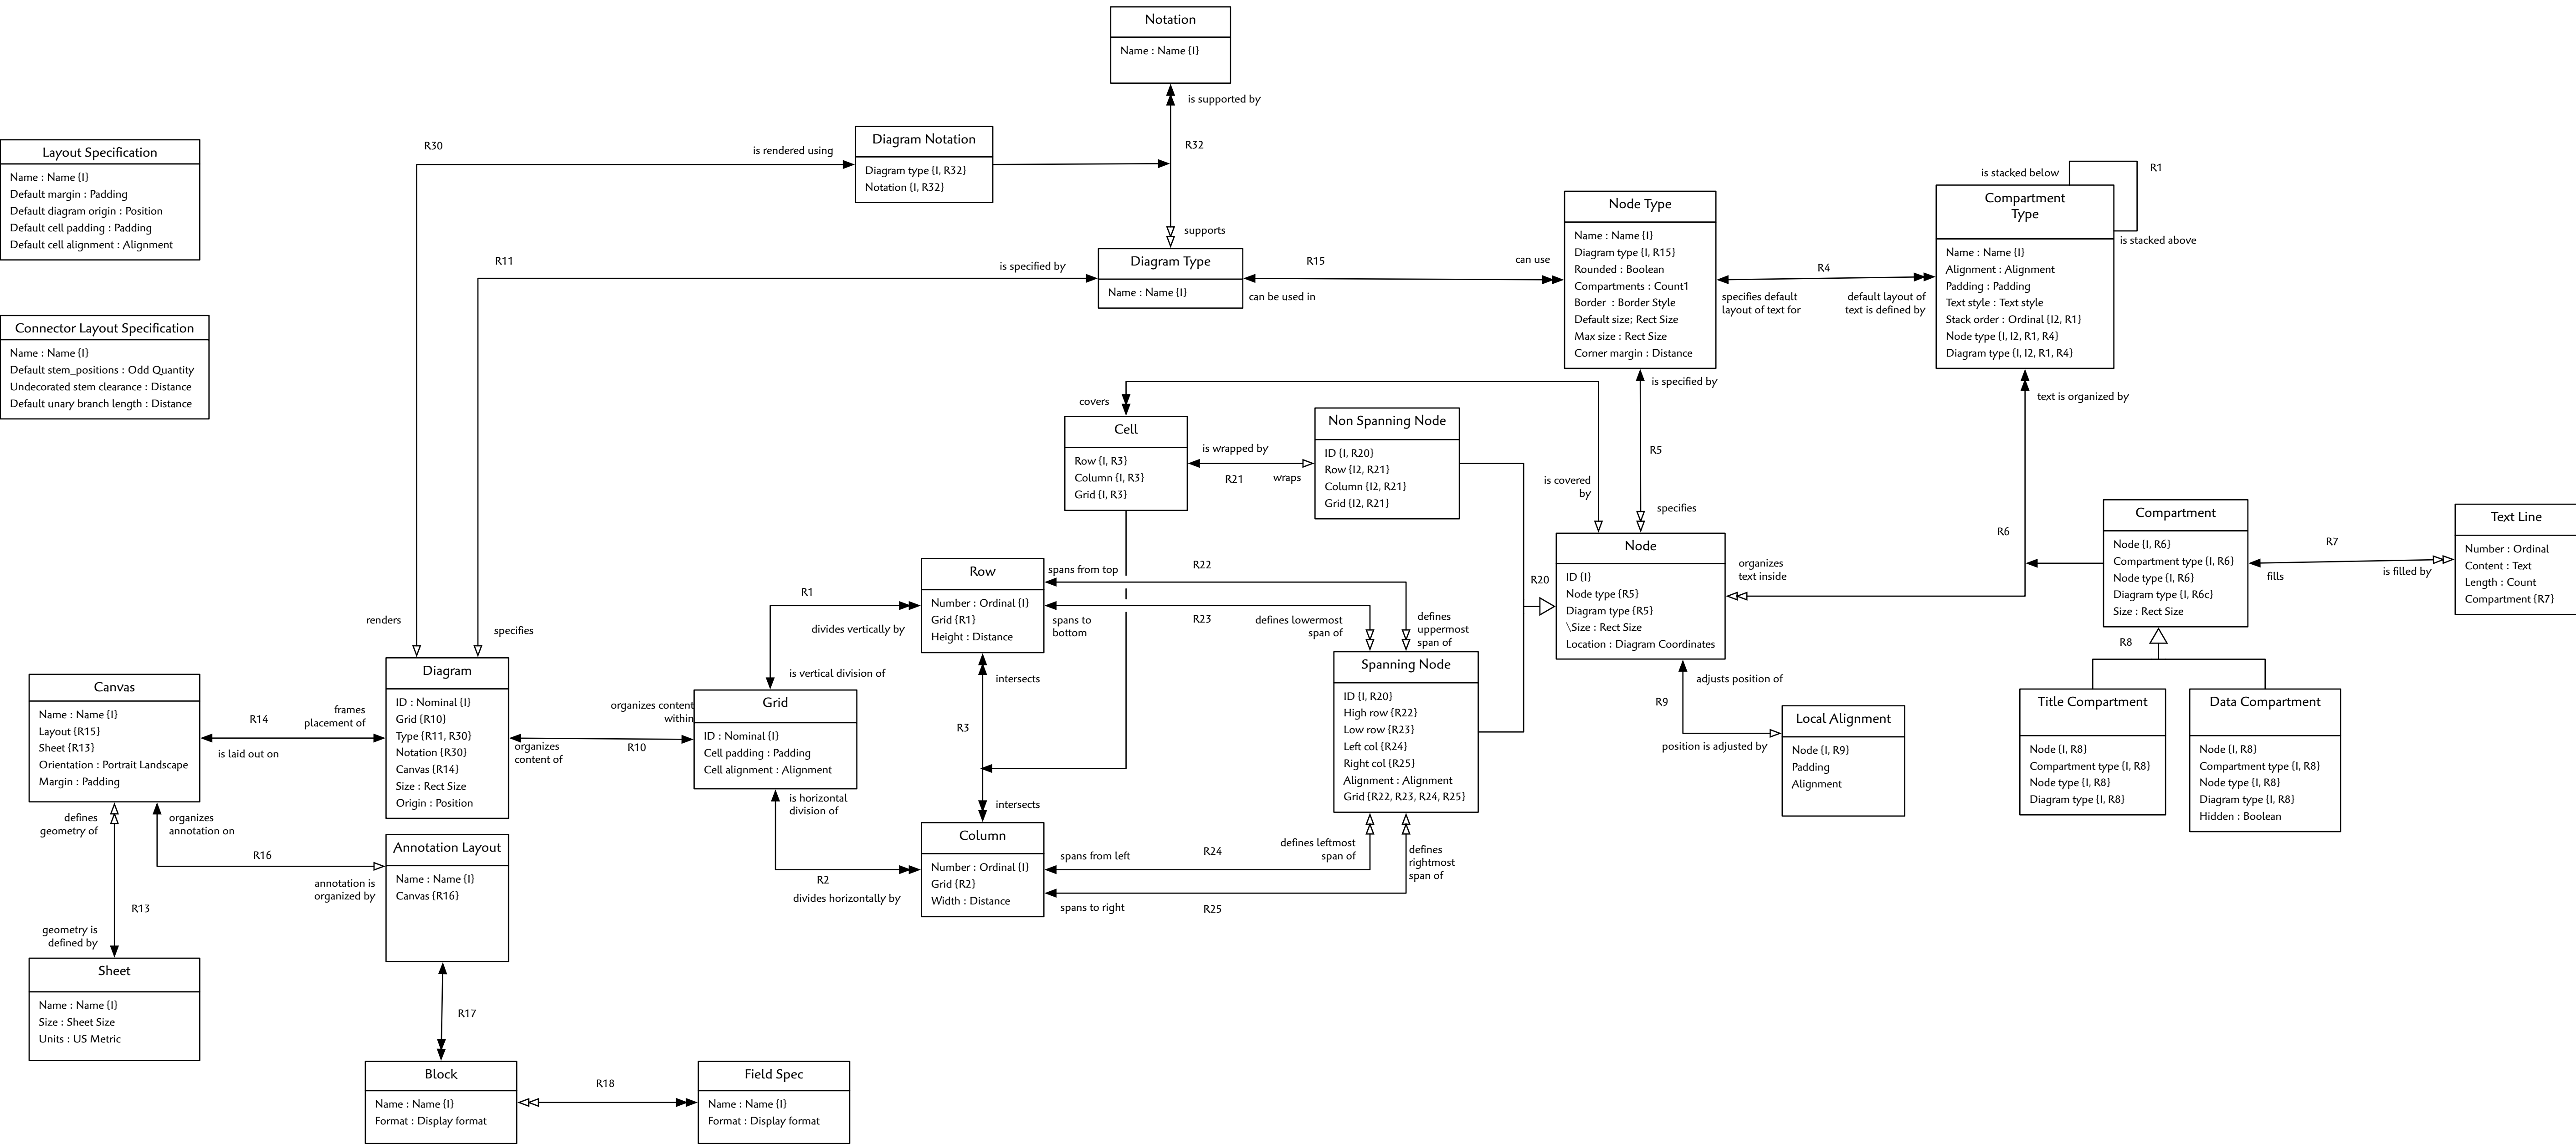 Notation
Name : Name {I}
is supported by
R32
supports
Diagram Notation
Diagram type {I, R32}
Notation {I, R32}
R30
is rendered using
renders
Layout Specification
Name : Name {I}
Default margin : Padding
Default diagram origin : Position
Default cell padding : Padding
Default cell alignment : Alignment
Connector Layout Specification
Name : Name {I}
Default stem_positions : Odd Quantity
Undecorated stem clearance : Distance
Default unary branch length : Distance
R11
is specified by
specifies
Diagram Type
Name : Name {I}
R15
can use
can be used in
Node Type
Name : Name {I}
Diagram type {I, R15}
Rounded : Boolean
Compartments : Count1
Border : Border Style
Default size; Rect Size
Max size : Rect Size
Corner margin : Distance
R4
specifies default
layout of text for
default layout of
text is defined by
is stacked below
R1
is stacked above
Compartment
Type
Name : Name {I}
Alignment : Alignment
Padding : Padding
Text style : Text style
Stack order : Ordinal {I2, R1}
Node type {I, I2, R1, R4}
Diagram type {I, I2, R1, R4}
is specified by
R5
specifies
text is organized by
R6
organizes
text inside
covers
is covered
by
Cell
Row {I, R3}
Column {I, R3}
Grid {I, R3}
is wrapped by
R21
wraps
Non Spanning Node
ID {I, R20}
Row {I2, R21}
Column {I2, R21}
Grid {I2, R21}
R20
Node
ID {I}
Node type {R5}
Diagram type {R5}
\Size : Rect Size
Location : Diagram Coordinates
Compartment
Node {I, R6}
Compartment type {I, R6}
Node type {I, R6}
Diagram type {I, R6c}
Size : Rect Size
R7
fills
is filled by
Text Line
Number : Ordinal
Content : Text
Length : Count
Compartment {R7}
R8
Title Compartment
Node {I, R8}
Compartment type {I, R8}
Node type {I, R8}
Diagram type {I, R8}
Data Compartment
Node {I, R8}
Compartment type {I, R8}
Node type {I, R8}
Diagram type {I, R8}
Hidden : Boolean
adjusts position of
R9
position is adjusted by
Local Alignment
Node {I, R9}
Padding
Alignment
Row
Number : Ordinal {I}
Grid {R1}
Height : Distance
R1
divides vertically by
is vertical division of
spans from top
R22
spans to
bottom
R23
defines lowermost
span of
defines
uppermost
span of
Spanning Node
ID {I, R20}
High row {R22}
Low row {R23}
Left col {R24}
Right col {R25}
Alignment : Alignment
Grid {R22, R23, R24, R25}
intersects
R3
intersects
Grid
ID : Nominal {I}
Cell padding : Padding
Cell alignment : Alignment
organizes content
within
R10
organizes
content of
is horizontal
division of
R2
divides horizontally by
Column
Number : Ordinal {I}
Grid {R2}
Width : Distance
spans from left
R24
defines leftmost
span of
defines
rightmost
span of
spans to right
R25
Diagram
ID : Nominal {I}
Grid {R10}
Type {R11, R30}
Notation {R30}
Canvas {R14}
Size : Rect Size
Origin : Position
Canvas
Name : Name {I}
Layout {R15}
Sheet {R13}
Orientation : Portrait Landscape
Margin : Padding
R14
frames
placement of
is laid out on
defines
geometry of
organizes
annotation on
R16
annotation is
organized by
R13
geometry is
defined by
Annotation Layout
Name : Name {I}
Canvas {R16}
Sheet
Name : Name {I}
Size : Sheet Size
Units : US Metric
R17
Block
Name : Name {I}
Format : Display format
R18
Field Spec
Name : Name {I}
Format : Display format